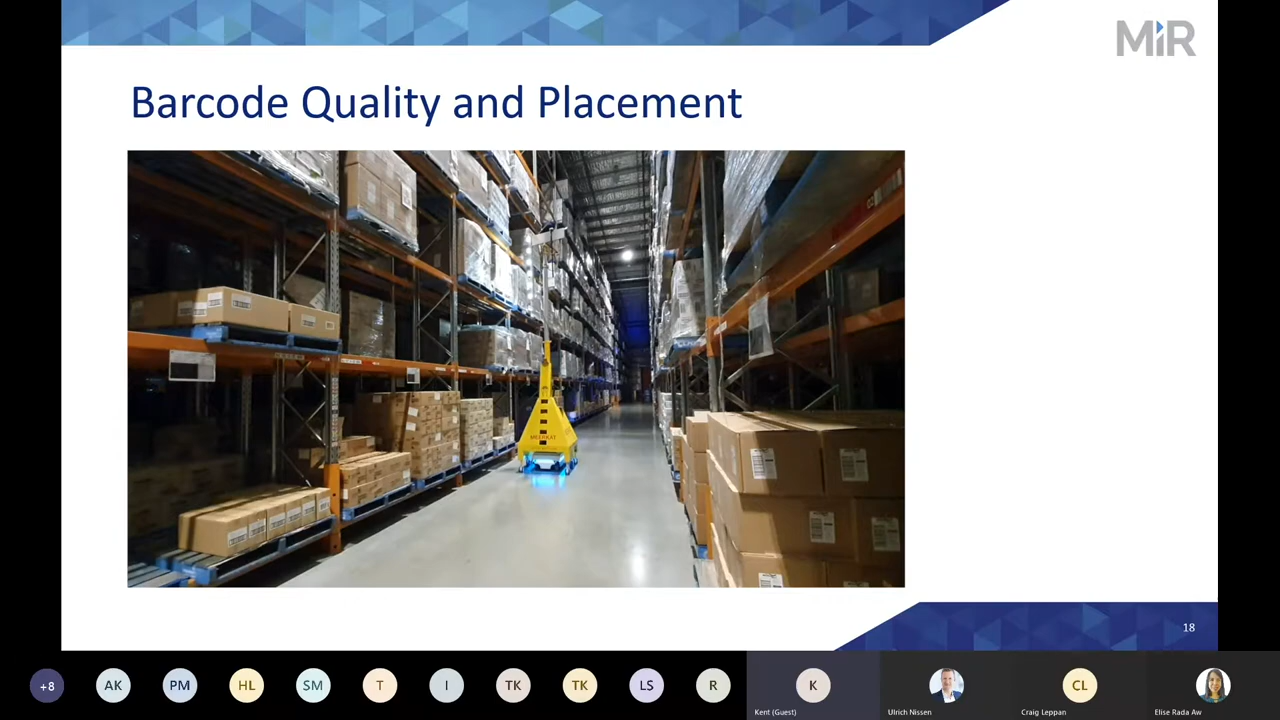 MiR
Barcode Quality and Placement
MEERKAT
18
+8
AK
PM
HL
SM
T
I
TK
TK
LS
R
K
CL
Kent (Guest)
Ulrich Nissen
Craig Leppan
Elise Rada Aw